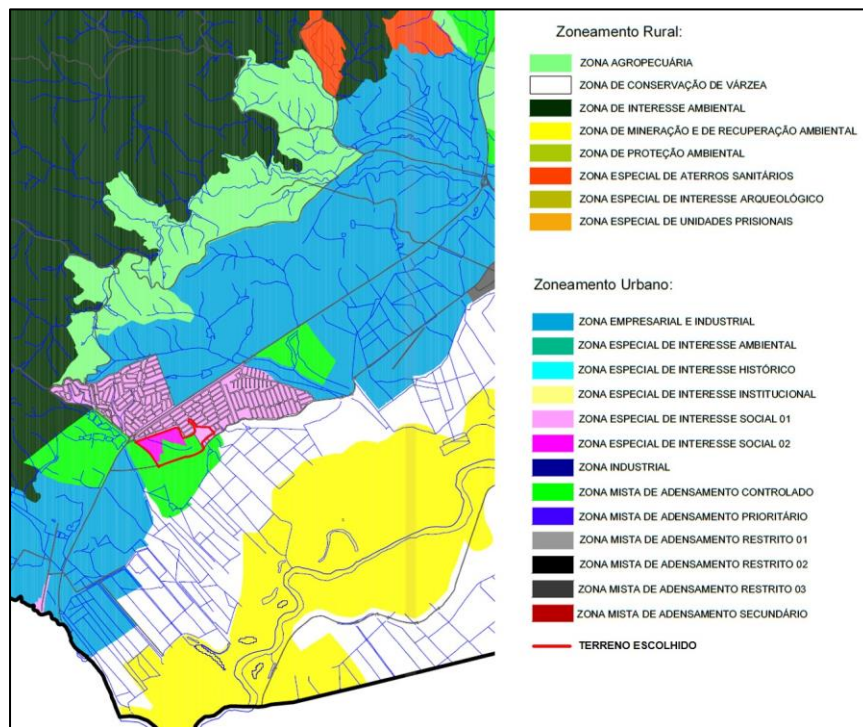 Zoneamento Rural:
ZONA AGROPECUÁRIA
ZONA DE CONSERVAÇÃO DE VÁRZEA
ZONA DE INTERESSE AMBIENTAL
ZONA DE MINERAÇÃO E DE RECUPERAÇÃO AMBIENTAL
ZONA DE PROTEÇÃO AMBIENTAL
ZONA ESPECIAL DE ATERROS SANITÁRIOS
ZONA ESPECIAL DE INTERESSE ARQUEOLÓGICO
ZONA ESPECIAL DE UNIDADES PRISIONAIS
Zoneamento Urbano:
ZONA EMPRESARIAL E INDUSTRIAL
ZONA ESPECIAL DE INTERESSE AMBIENTAL
ZONA ESPECIAL DE INTERESSE HISTÓRICO
ZONA ESPECIAL DE INTERESSE INSTITUCIONAL
ZONA ESPECIAL DE INTERESSE SOCIAL 01
ZONA ESPECIAL DE INTERESSE SOCIAL 02
ZONA INDUSTRIAL
ZONA MISTA DE ADENSAMENTO CONTROLADO
ZONA MISTA DE ADENSAMENTO PRIORITÁRIO
ZONA MISTA DE ADENSAMENTO RESTRITO 01
ZONA MISTA DE ADENSAMENTO RESTRITO 02
ZONA MISTA DE ADENSAMENTO RESTRITO 03
ZONA MISTA DE ADENSAMENTO SECUNDÁRIO
TERRENO ESCOLHIDO